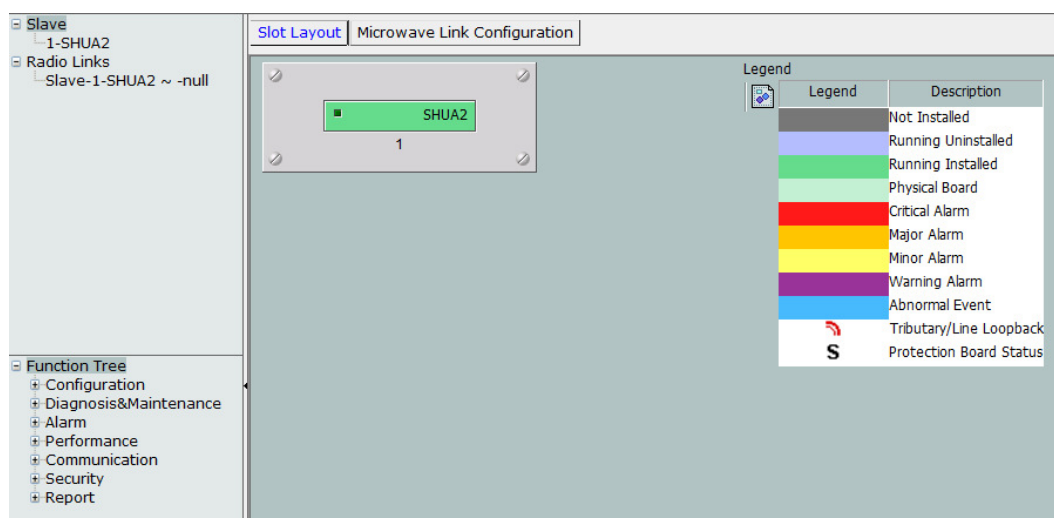 Slave
1-SHUA2
Radio Links
Slave-1-SHUA2 ~ -null
Function Tree
Configuration
Diagnosis&Maintenance
Alarm
Performance
Communication
Security
Report
Slot Layout
Microwave Link Configuration
SHUA2
1
Legend
Legend Description
Not Installed
Running Uninstalled
Running Installed
Physical Board
Critical Alarm
Major Alarm
Minor Alarm
Warning Alarm
Abnormal Event
Tributary/Line Loopback
S Protection Board Status